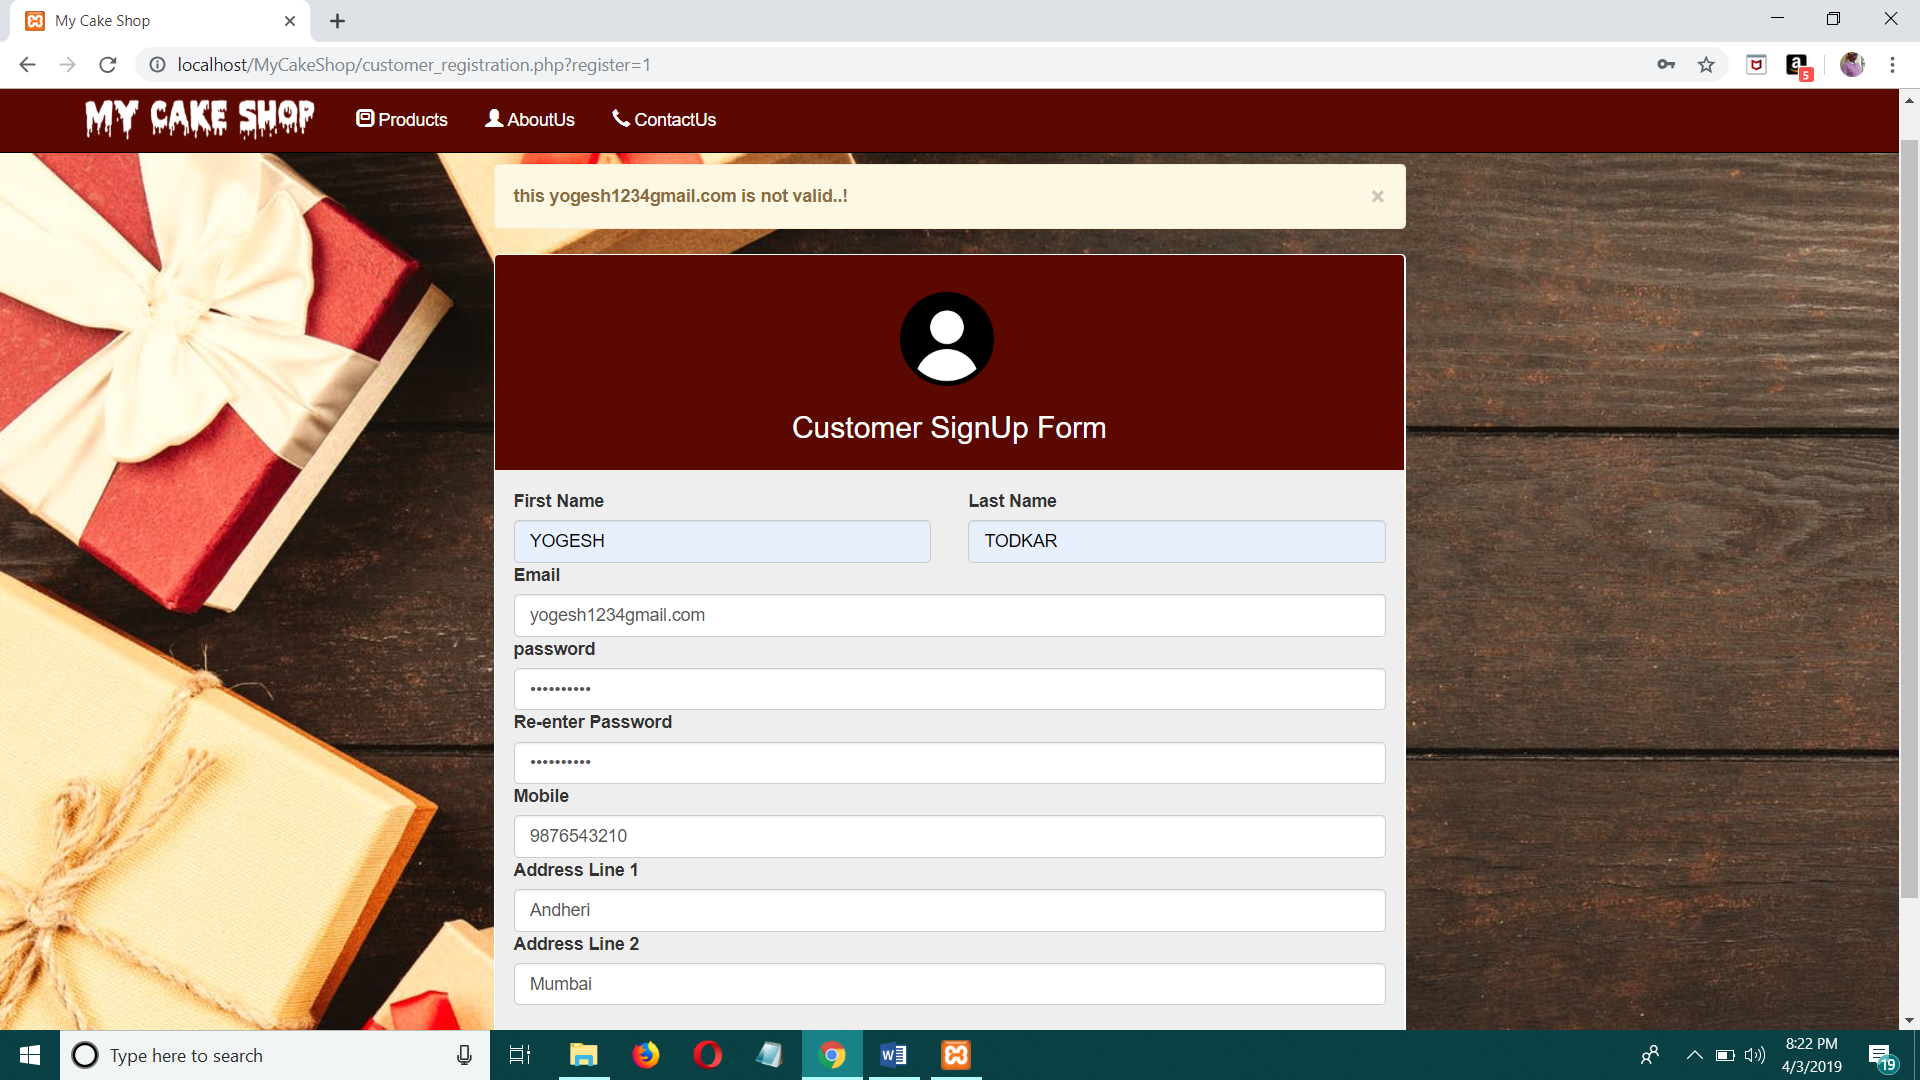 My Cake Shop
localhost/MyCakeShop/customer_registration.php?register=1
5
MY CAKE SHOP
Products
AboutUs
ContactUs
this yogesh1234gmail.com is not valid..!
Customer SignUp Form
First Name
Last Name
YOGESH
TODKAR
Email
yogesh1234gmail.com
password
••••••••••
Re-enter Password
••••••••••
Mobile
9876543210
Address Line 1
Andheri
Address Line 2
Mumbai
Type here to search
8:22 PM
4/3/2019
19